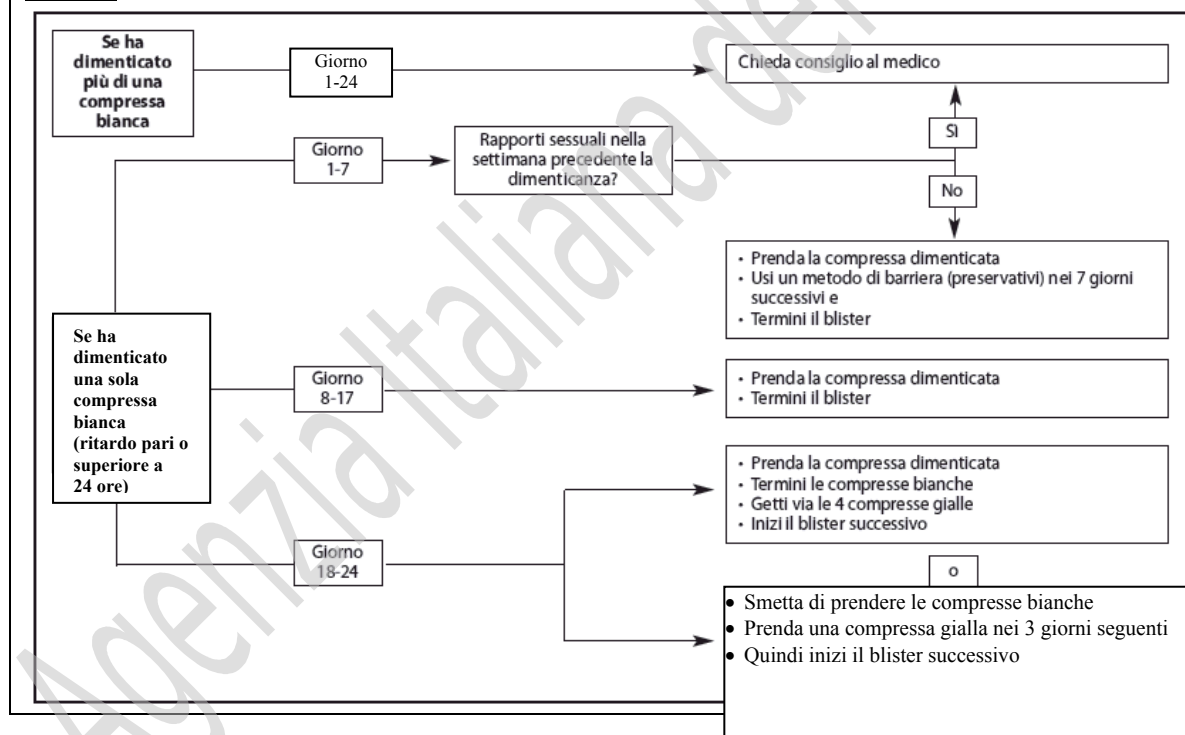 Se ha
dimenticato
più di una
compressa
bianca
Giorno
1-24
Chieda consiglio al medico
Giorno
1-7
Rapporti sessuali nella
settimana precedente la
dimenticanza?
Sì
No
• Prenda la compressa dimenticata
• Usi un metodo di barriera (preservativi) nei 7 giorni
successivi e
• Termini il blister
Se ha
dimenticato
una sola
compressa
bianca
(ritardo pari o
superiore a
24 ore)
Giorno
8-17
• Prenda la compressa dimenticata
• Termini il blister
Giorno
18-24
• Prenda la compressa dimenticata
• Termini le compresse bianche
• Getti via le 4 compresse gialle
• Inizi il blister successivo
o
• Smetta di prendere le compresse bianche
• Prenda una compressa gialla nei 3 giorni seguenti
• Quindi inizi il blister successivo
Agenzia Italiana del